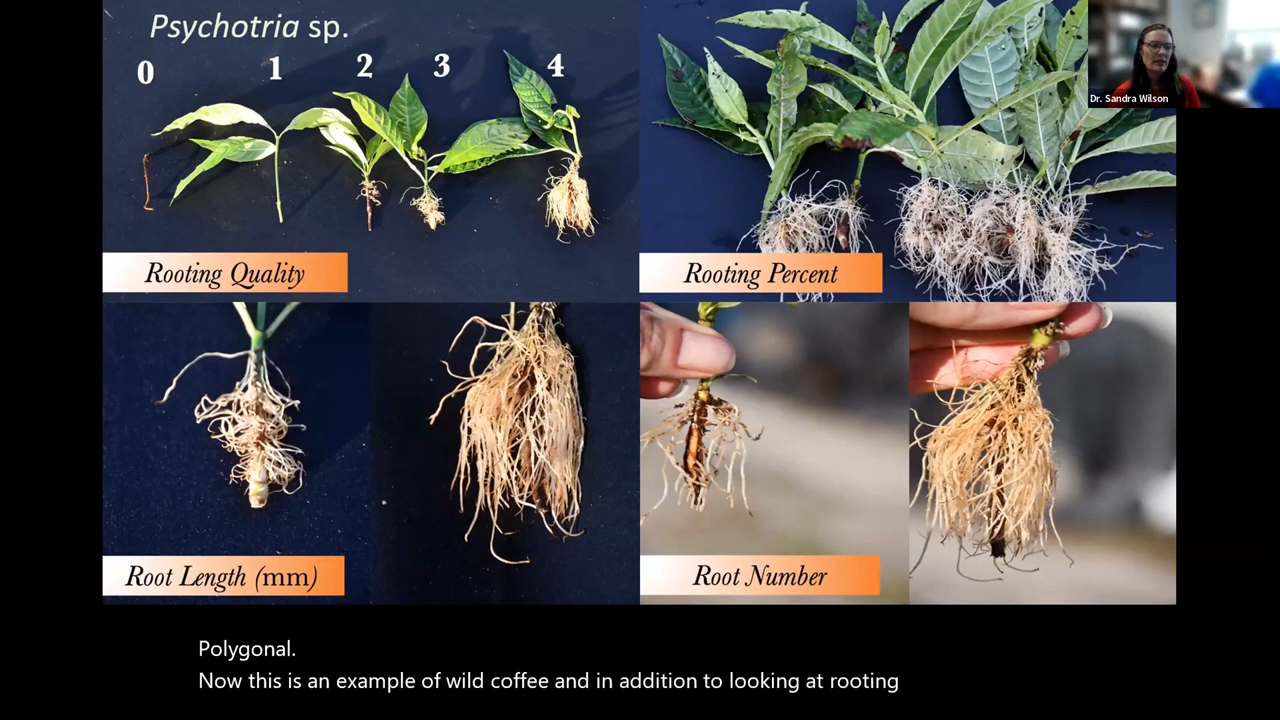 Psychotria sp.
0 1 2 3 4
Dr. Sandra Wilson
Rooting Quality
Rooting Percent
Root Length (mm)
Root Number
Polygonal.
Now this is an example of wild coffee and in addition to looking at rooting